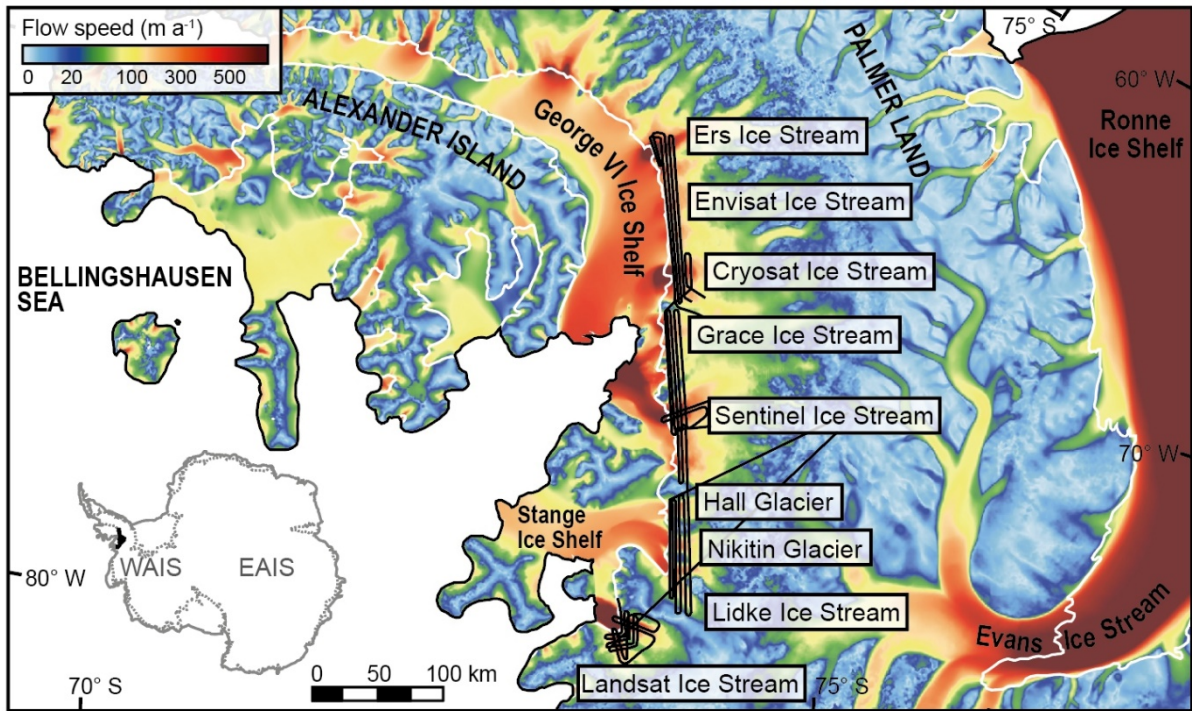 Flow speed (m a⁻¹)
0 20 100 300 500
75° S
60° W
PALMER LAND
Ronne
Ice Shelf
ALEXANDER ISLAND
George VI Ice Shelf
Ers Ice Stream
Envisat Ice Stream
BELLINGSHAUSEN
SEA
Cryosat Ice Stream
Grace Ice Stream
Sentinel Ice Stream
70° W
Hall Glacier
Stange
Ice Shelf
Nikitin Glacier
WAIS
EAIS
80° W
Lidke Ice Stream
Evans Ice Stream
0 50 100 km
Landsat Ice Stream
70° S
75° S